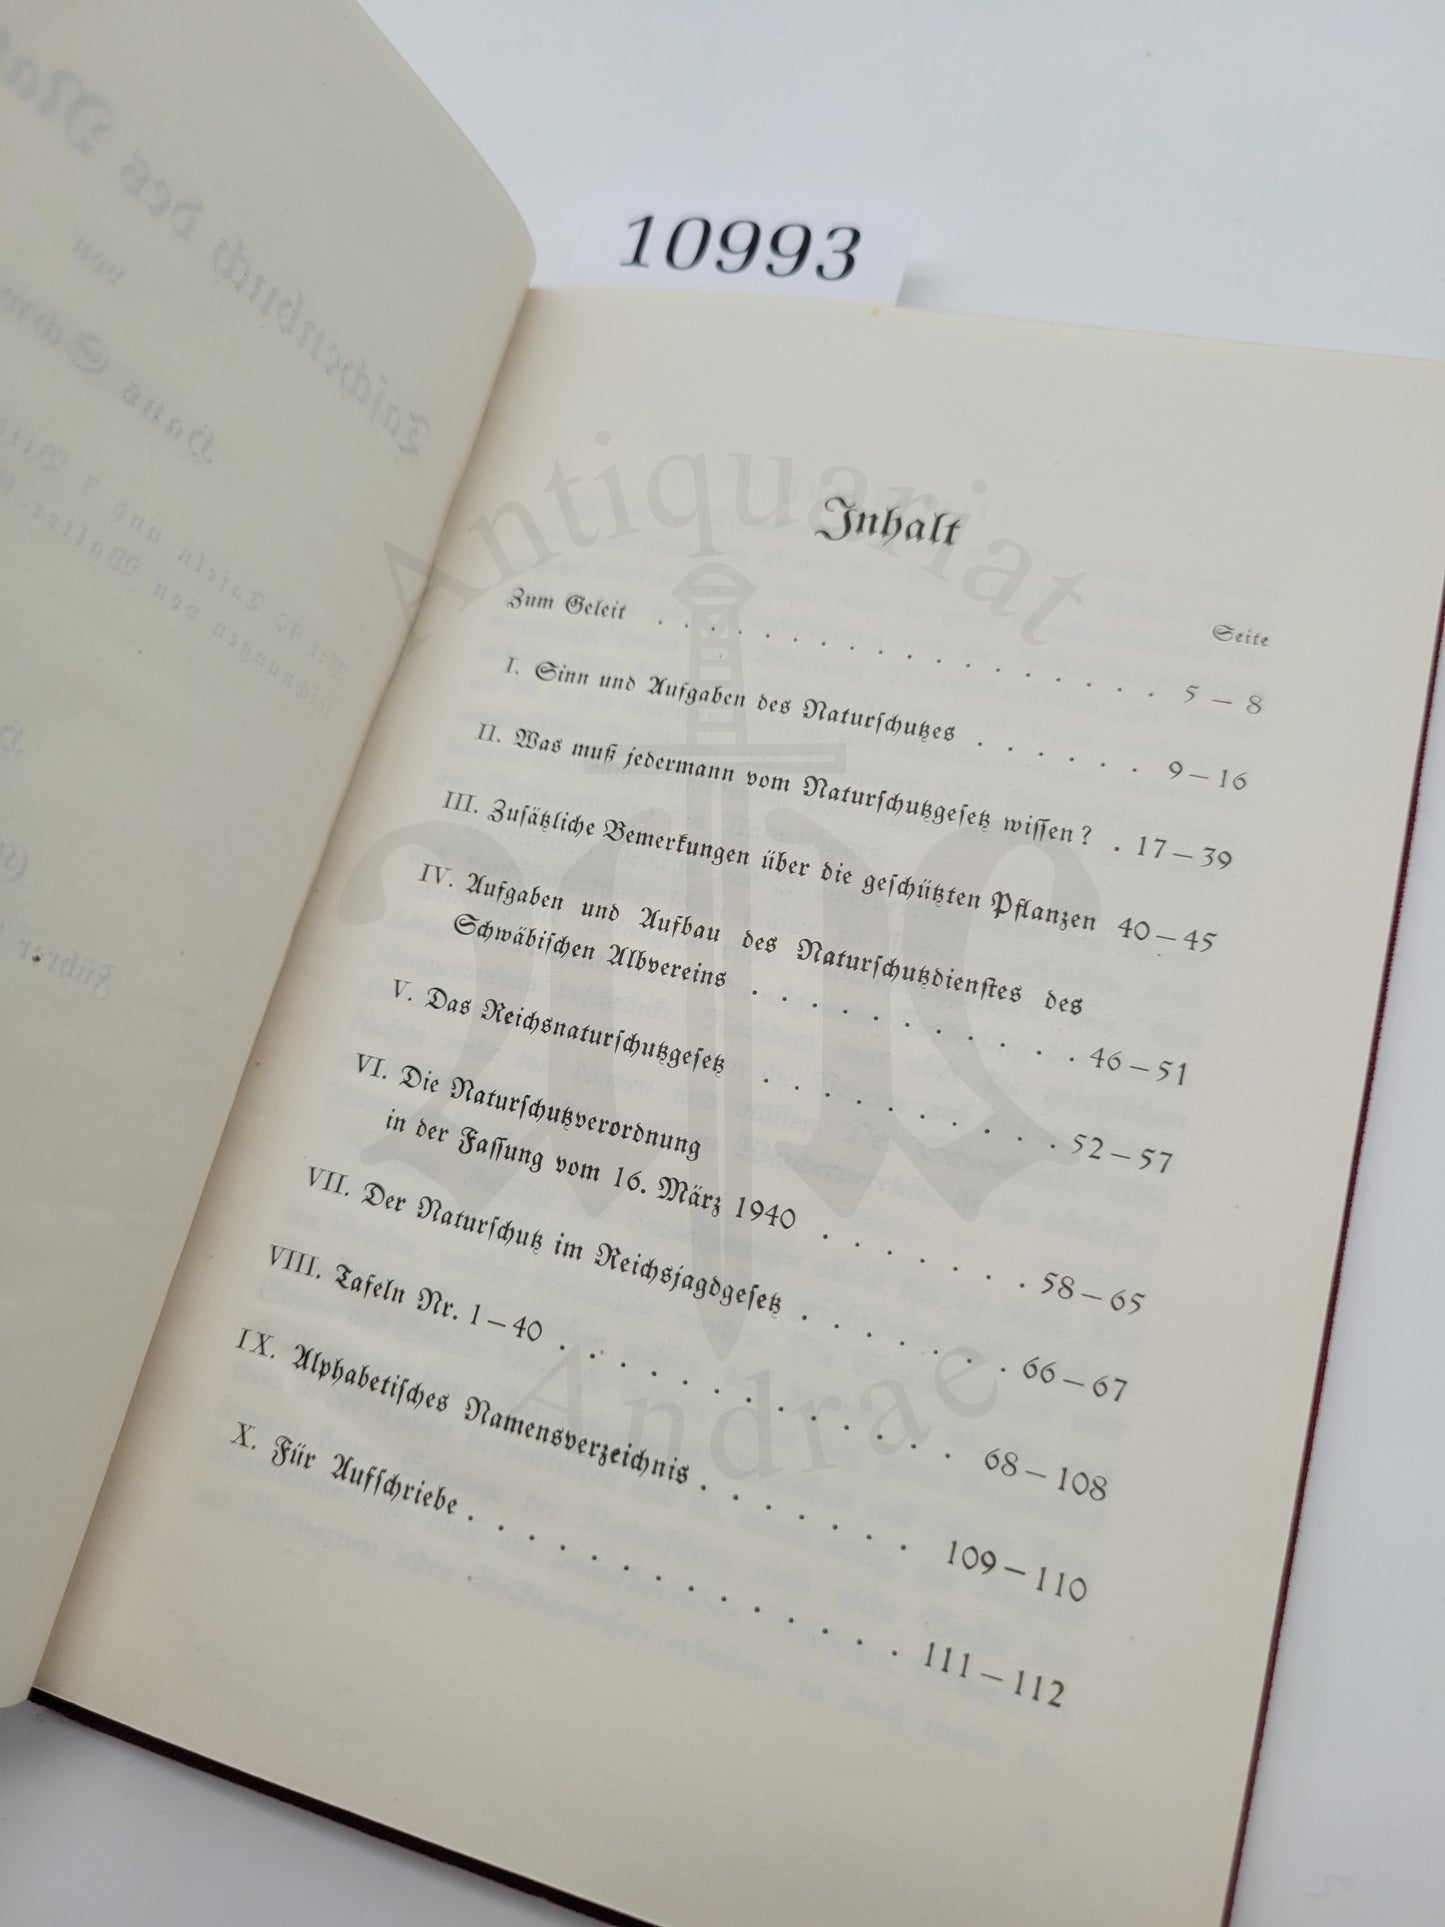 10993
Inhalt
Seite
Zum Geleit . . . . . . . . . . . . . . . . . 5 – 8
I. Sinn und Aufgaben des Naturschutzes . . . . . . 9 – 16
II. Was muß jedermann vom Naturschutzgesetz wissen? . 17 – 39
III. Zusätzliche Bemerkungen über die geschützten Pflanzen 40 – 45
IV. Aufgaben und Aufbau des Naturschutzdienstes des
Schwäbischen Albvereins . . . . . . . . . . . 46 – 51
V. Das Reichsnaturschutzgesetz . . . . . . . . . . 52 – 57
VI. Die Naturschutzverordnung
in der Fassung vom 16. März 1940 . . . . . . . 58 – 65
VII. Der Naturschutz im Reichsjagdgesetz . . . . . . . 66 – 67
VIII. Tafeln Nr. 1 – 40 . . . . . . . . . . . . . 68 – 108
IX. Alphabetisches Namensverzeichnis . . . . . . . 109 – 110
X. Für Aufschriebe . . . . . . . . . . . . . . 111 – 112
Antiquariat
Andrae